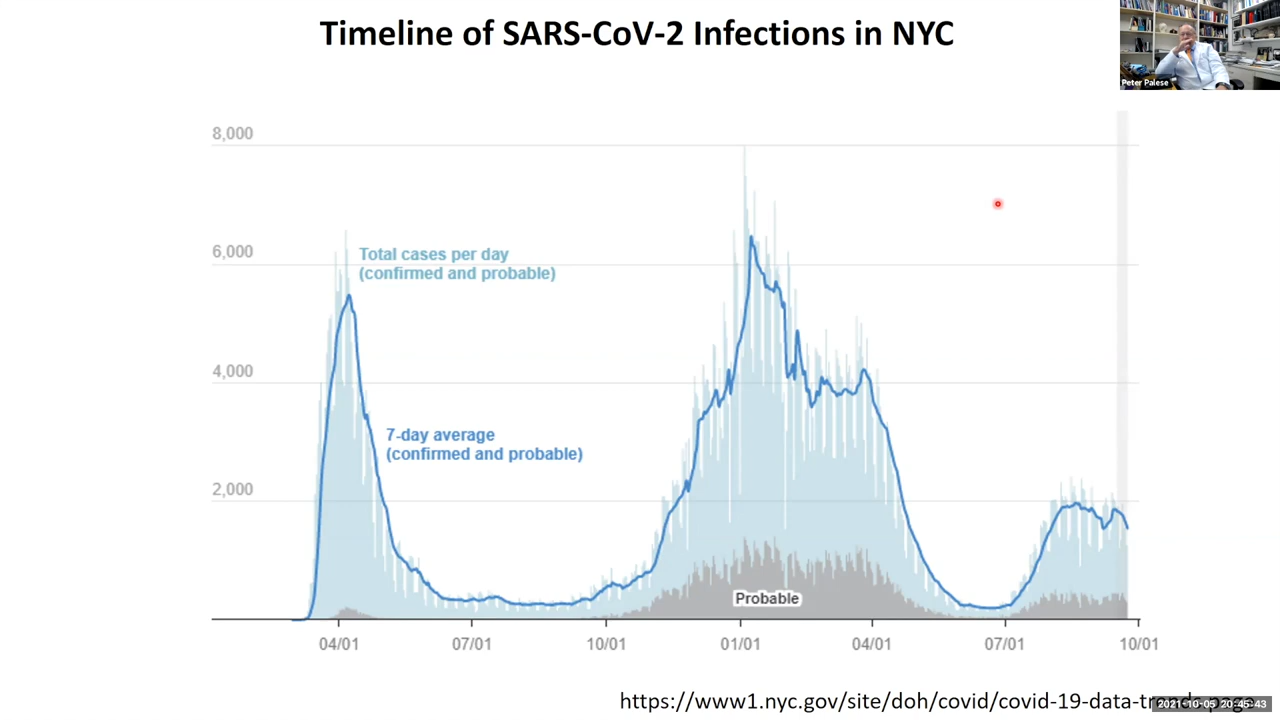 Timeline of SARS-CoV-2 Infections in NYC
Peter Palese
8,000
6,000
Total cases per day
(confirmed and probable)
4,000
7-day average
(confirmed and probable)
2,000
Probable
04/01
07/01
10/01
01/01
04/01
07/01
10/01
https://www1.nyc.gov/site/doh/covid/covid-19-data-trends.page
2021-10-05 20:45:43